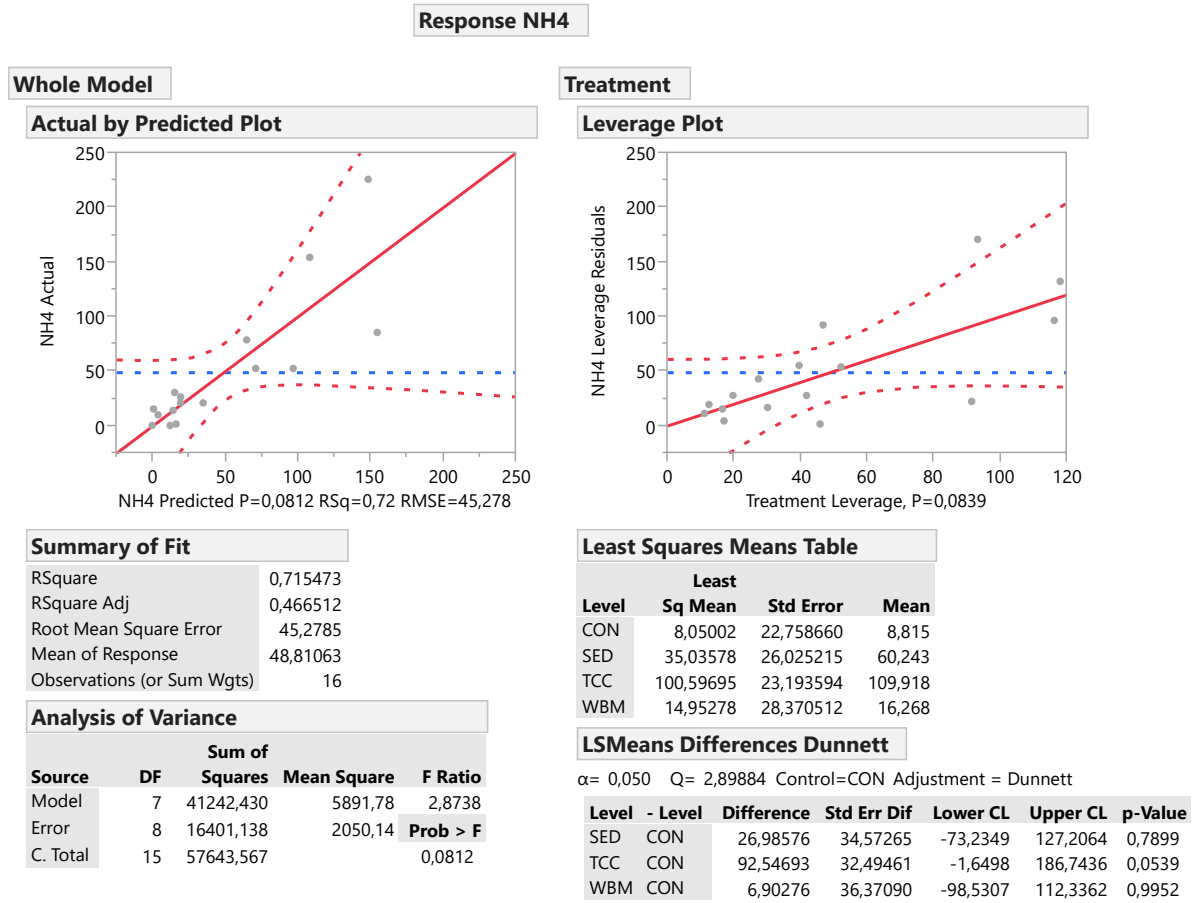 Response NH4
Whole Model
Actual by Predicted Plot
250
200
150
100
50
0
NH4 Actual
0 50 100 150 200 250
NH4 Predicted P=0,0812 RSq=0,72 RMSE=45,278
Summary of Fit
RSquare 0,715473
RSquare Adj 0,466512
Root Mean Square Error 45,2785
Mean of Response 48,81063
Observations (or Sum Wgts) 16
Analysis of Variance
Sum of
Source DF Squares Mean Square F Ratio
Model 7 41242,430 5891,78 2,8738
Error 8 16401,138 2050,14 Prob > F
C. Total 15 57643,567 0,0812
Treatment
Leverage Plot
250
200
150
100
50
0
NH4 Leverage Residuals
0 20 40 60 80 100 120
Treatment Leverage, P=0,0839
Least Squares Means Table
Least
Level Sq Mean Std Error Mean
CON 8,05002 22,758660 8,815
SED 35,03578 26,025215 60,243
TCC 100,59695 23,193594 109,918
WBM 14,95278 28,370512 16,268
LSMeans Differences Dunnett
α= 0,050 Q= 2,89884 Control=CON Adjustment = Dunnett
Level - Level Difference Std Err Dif Lower CL Upper CL p-Value
SED CON 26,98576 34,57265 -73,2349 127,2064 0,7899
TCC CON 92,54693 32,49461 -1,6498 186,7436 0,0539
WBM CON 6,90276 36,37090 -98,5307 112,3362 0,9952